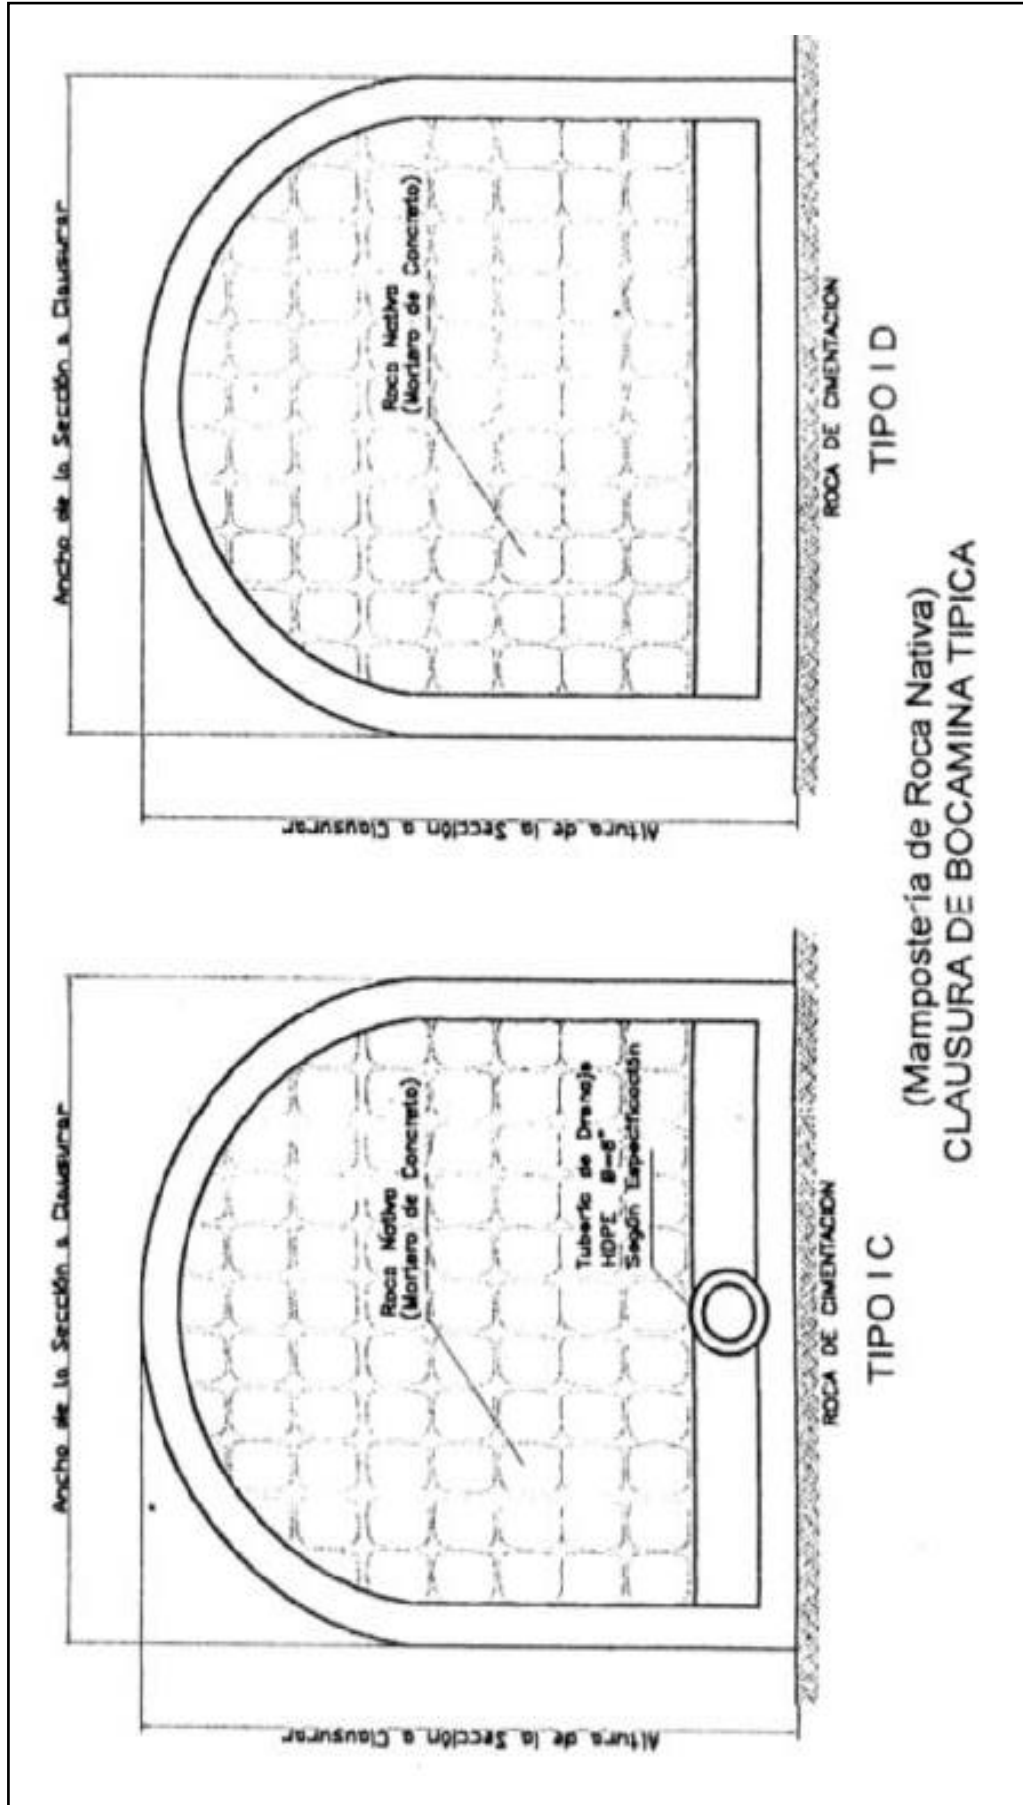 Ancho de la Sección a Clausurar
Altura de la Sección a Clausurar
Roca Nativa
(Mortero de Concreto)
Tubería de Drenaje
HDPE Ø=8"
Según Especificación
ROCA DE CIMENTACION
TIPO I C
Ancho de la Sección a Clausurar
Altura de la Sección a Clausurar
Roca Nativa
(Mortero de Concreto)
ROCA DE CIMENTACION
TIPO I D
(Mampostería de Roca Nativa)
CLAUSURA DE BOCAMINA TIPICA